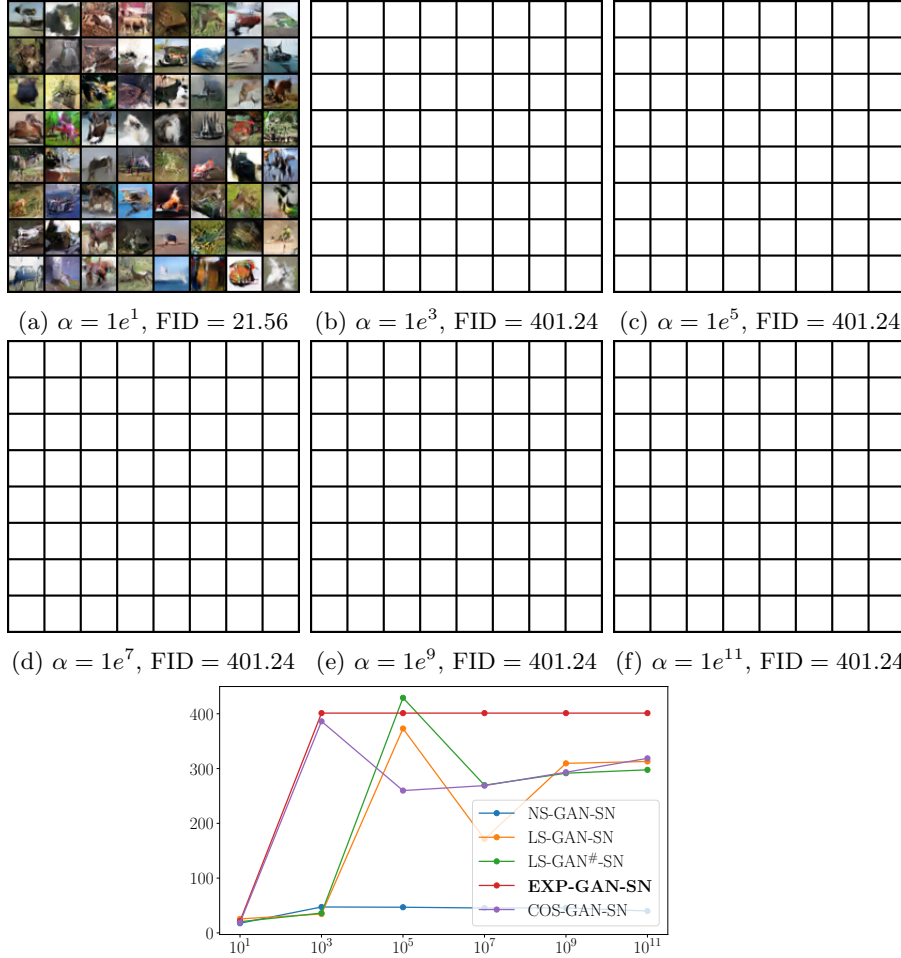 (a) α = 1e^1, FID = 21.56 (b) α = 1e^3, FID = 401.24 (c) α = 1e^5, FID = 401.24
(d) α = 1e^7, FID = 401.24 (e) α = 1e^9, FID = 401.24 (f) α = 1e^11, FID = 401.24
400
300
200
100
0
NS-GAN-SN
LS-GAN-SN
LS-GAN^#-SN
EXP-GAN-SN
COS-GAN-SN
10^1 10^3 10^5 10^7 10^9 10^11